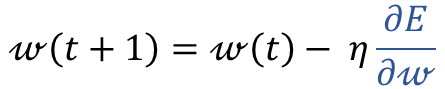 𝓌(t + 1) = 𝓌(t) − η ∂E/∂𝓌